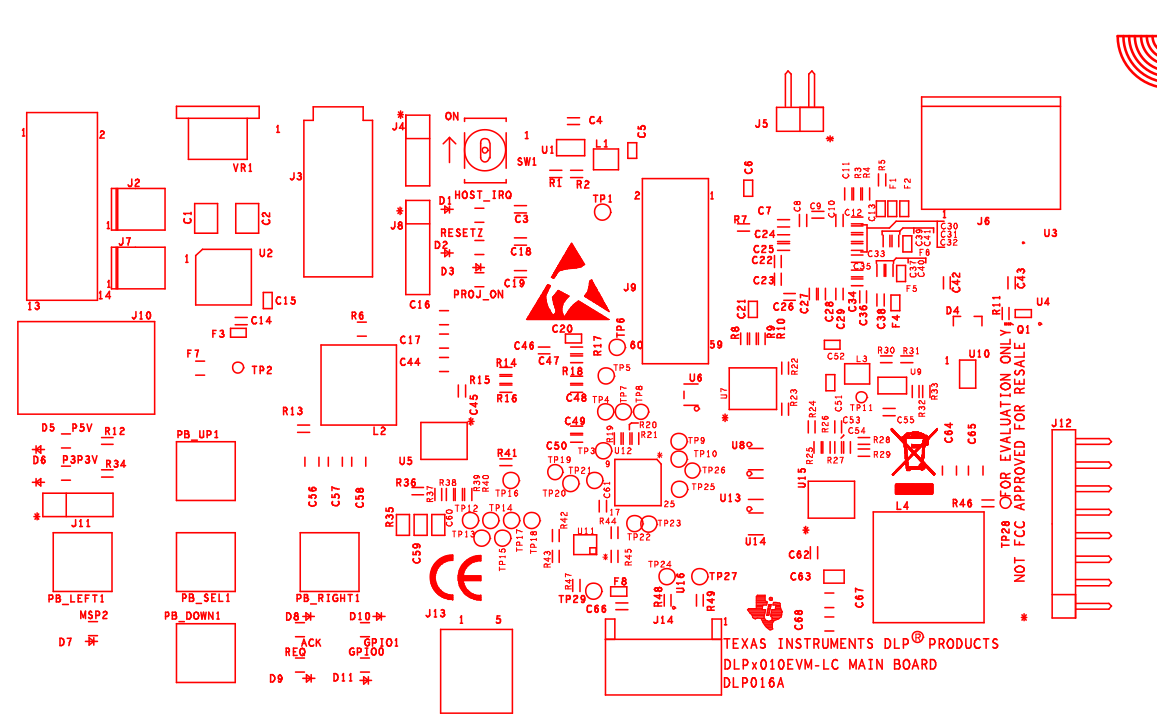 ON
C4
C5
1
J4
1
U1
L1
J5
1
2
VR1
J3
SW1
R1
R2
C6
C11
R3
R4
R5
F1
F2
J2
HOST_IRQ
2
1
C1
C2
1
J8
D1
C3
TP1
R7
C7
C8
C9
C10
C12
C13
1
J6
U3
J7
1
U2
1
RESETZ
D2
C18
C24
C25
C22
C30
C31
C32
C39
C41
C33
F6
D3
C19
J9
C23
C35
C37
C40
F5
C42
C43
13
14
C15
PROJ_ON
C16
C26
C27
C28
C29
C34
C36
C38
F4
D4
R11
U4
Q1
J10
R6
C14
F3
C17
C20
TP6
R17
60
59
C21
R8
R9
R10
F7
TP2
C44
C46
C47
R14
R18
TP5
C52
R30
R31
L3
U9
1
U10
R15
R16
C45
C48
U6
U7
R22
R23
R32
R33
TP4
TP7
TP8
C51
TP11
R13
L2
C49
C50
R19
R20
R21
R24
R26
C53
C54
C55
C64
C65
J12
D5
P5V
R12
PB_UP1
TP3
U12
TP9
TP10
U8
R25
R27
R28
R29
D6
P3P3V
R34
U5
R41
TP19
TP21
9
TP26
C56
C57
C58
R36
R37
R38
R39
R40
TP16
TP20
C61
TP25
U13
U15
L4
R46
J11
R35
C60
TP12
TP14
17
25
C59
TP13
TP15
TP17
TP18
R42
U11
R44
TP22
TP23
U14
TP28
FOR EVALUATION ONLY
NOT FCC APPROVED FOR RESALE
R43
R45
C62
PB_LEFT1
PB_SEL1
PB_RIGHT1
R47
TP24
U16
TP27
C63
TP29
F8
C66
R48
R49
C67
C68
MSP2
PB_DOWN1
D8
D10
J13
1
5
J14
1
D7
ACK
GPIO1
REQ
GPIO0
TEXAS INSTRUMENTS DLP® PRODUCTS
DLPx010EVM-LC MAIN BOARD
D9
D11
DLP016A